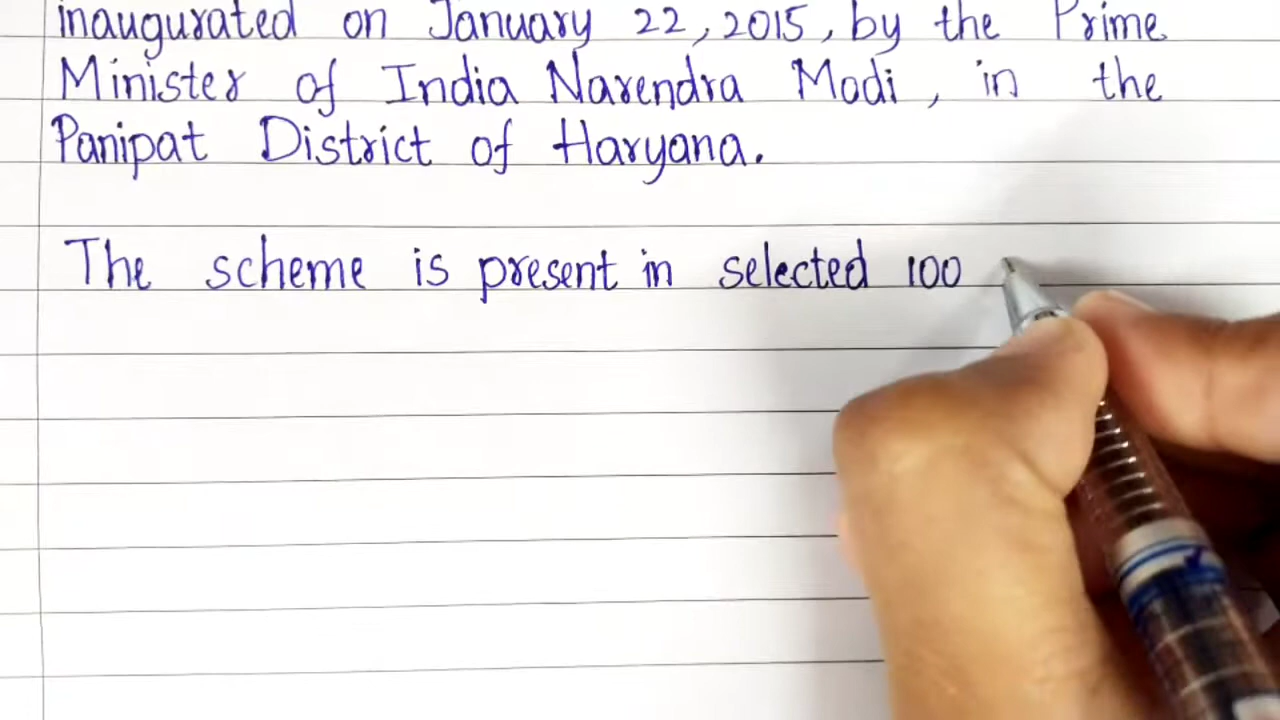 inaugurated on January 22, 2015, by the Prime
Minister of India Narendra Modi, in the
Panipat District of Haryana.
The scheme is present in selected 100